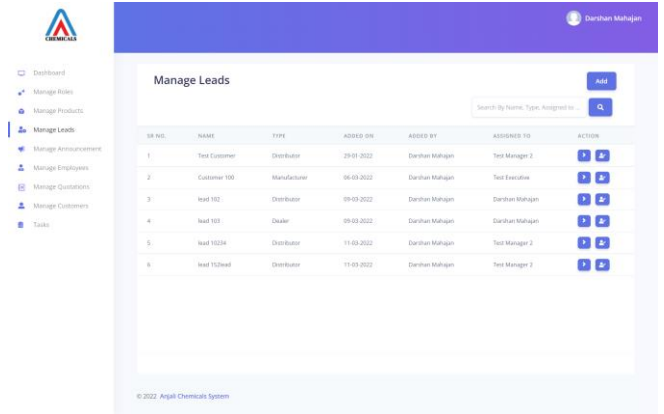 CHEMICALS
Darshan Mahajan
Dashboard
Manage Roles
Manage Products
Manage Leads
Manage Announcement
Manage Employees
Manage Quotations
Manage Customers
Tasks
Manage Leads
Add
Search By Name, Type, Assigned to ...
SR.NO. NAME TYPE ADDED ON ADDED BY ASSIGNED TO ACTION
1 Test Customer Distributor 29-01-2022 Darshan Mahajan Test Manager 2
2 Customer 100 Manufacturer 06-03-2022 Darshan Mahajan Test Executive
3 lead 102 Distributor 09-03-2022 Darshan Mahajan Darshan Mahajan
4 lead 103 Dealer 09-03-2022 Darshan Mahajan Darshan Mahajan
5 lead 10234 Distributor 11-03-2022 Darshan Mahajan Test Manager 2
6 lead 152lead Distributor 11-03-2022 Darshan Mahajan Test Manager 2
© 2022 Anjali Chemicals System